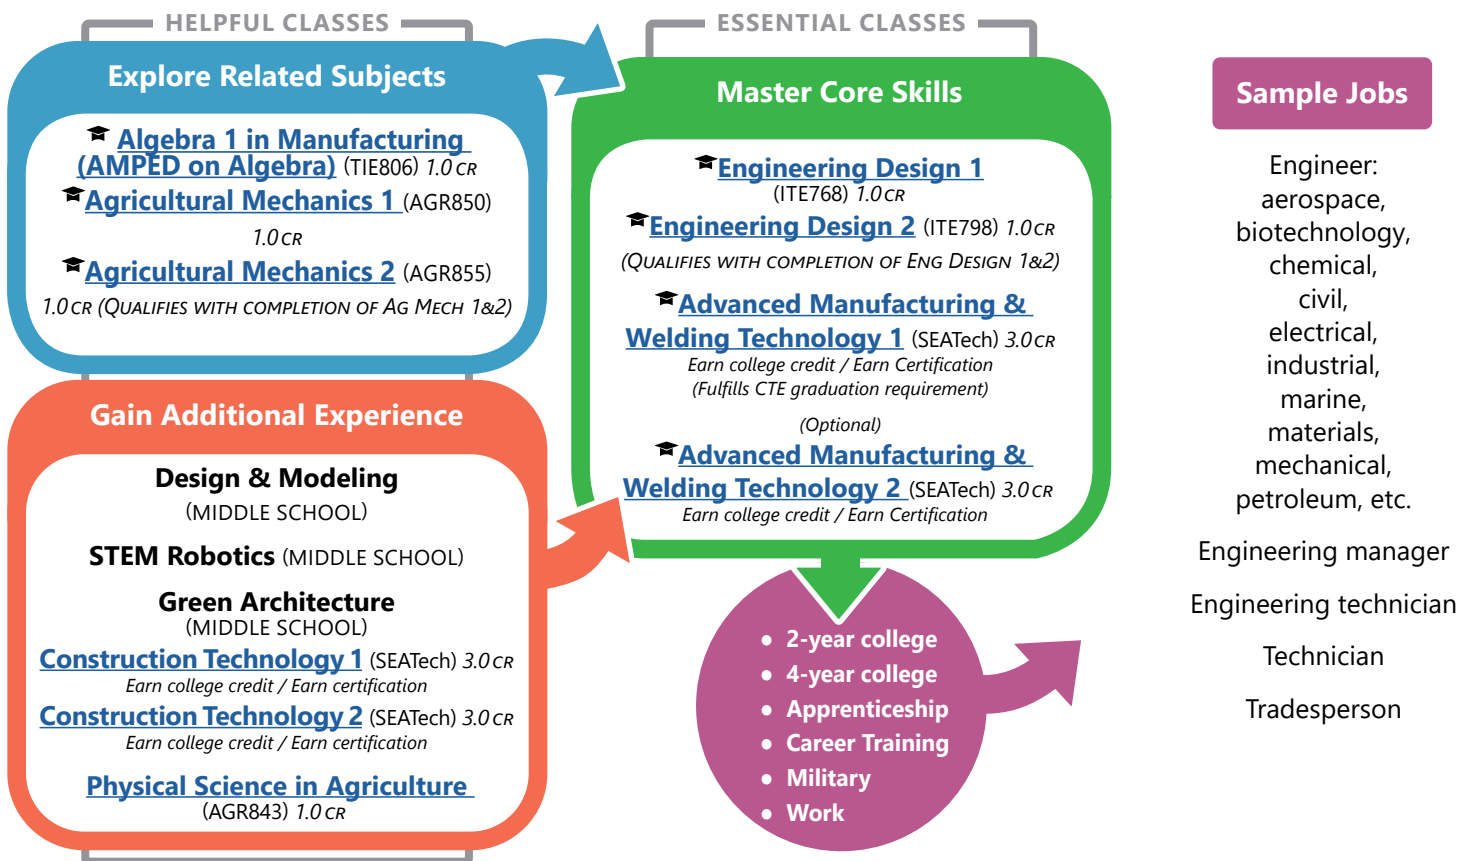 HELPFUL CLASSES
Explore Related Subjects
Algebra 1 in Manufacturing
(AMPED on Algebra) (TIE806) 1.0 CR
Agricultural Mechanics 1 (AGR850)
1.0 CR
Agricultural Mechanics 2 (AGR855)
1.0 CR (QUALIFIES WITH COMPLETION OF AG MECH 1&2)
Gain Additional Experience
Design & Modeling
(MIDDLE SCHOOL)
STEM Robotics (MIDDLE SCHOOL)
Green Architecture
(MIDDLE SCHOOL)
Construction Technology 1 (SEATech) 3.0 CR
Earn college credit / Earn certification
Construction Technology 2 (SEATech) 3.0 CR
Earn college credit / Earn certification
Physical Science in Agriculture
(AGR843) 1.0 CR
ESSENTIAL CLASSES
Master Core Skills
Engineering Design 1
(ITE768) 1.0 CR
Engineering Design 2 (ITE798) 1.0 CR
(QUALIFIES WITH COMPLETION OF ENG DESIGN 1&2)
Advanced Manufacturing &
Welding Technology 1 (SEATech) 3.0 CR
Earn college credit / Earn Certification
(Fulfills CTE graduation requirement)
(Optional)
Advanced Manufacturing &
Welding Technology 2 (SEATech) 3.0 CR
Earn college credit / Earn Certification
• 2-year college
• 4-year college
• Apprenticeship
• Career Training
• Military
• Work
Sample Jobs
Engineer:
aerospace,
biotechnology,
chemical,
civil,
electrical,
industrial,
marine,
materials,
mechanical,
petroleum, etc.
Engineering manager
Engineering technician
Technician
Tradesperson